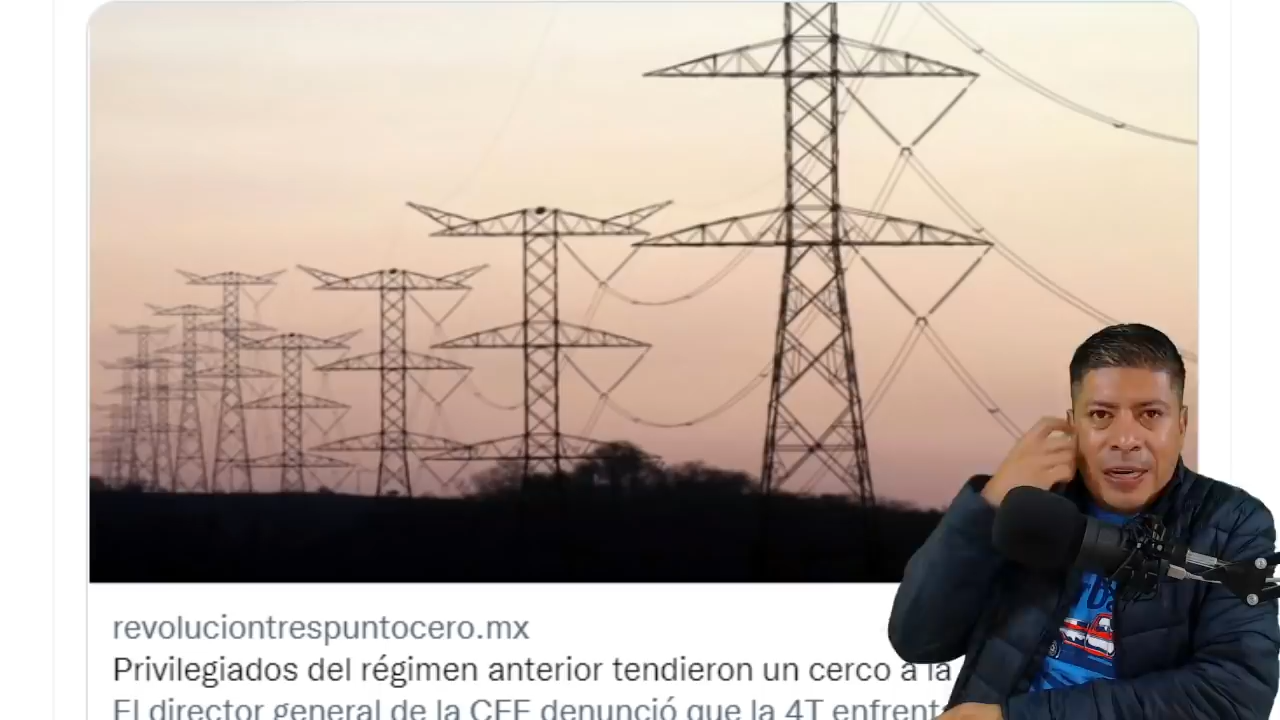 revoluciontrespuntocero.mx
Privilegiados del régimen anterior tendieron un cerco a la
El director general de la CFE denunció que la 4T